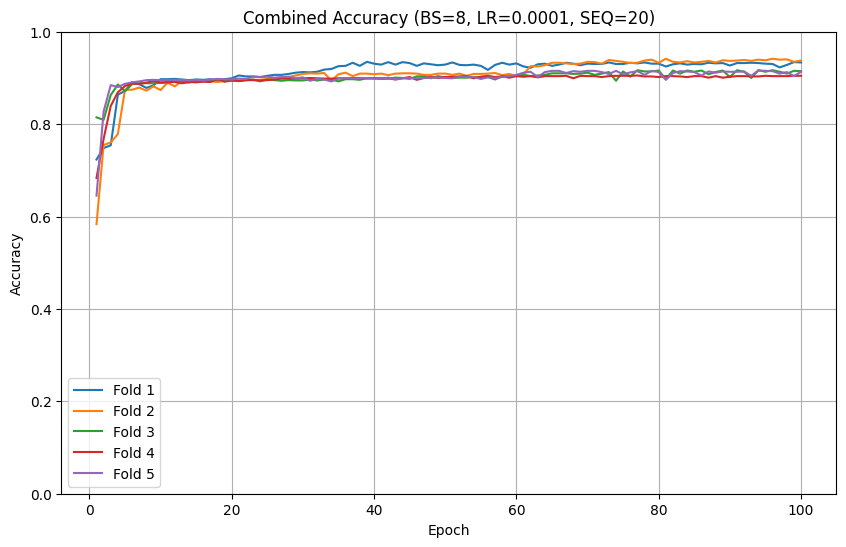 Combined Accuracy (BS=8, LR=0.0001, SEQ=20)
1.0
0.8
0.6
0.4
0.2
0.0
Accuracy
Fold 1
Fold 2
Fold 3
Fold 4
Fold 5
0 20 40 60 80 100
Epoch